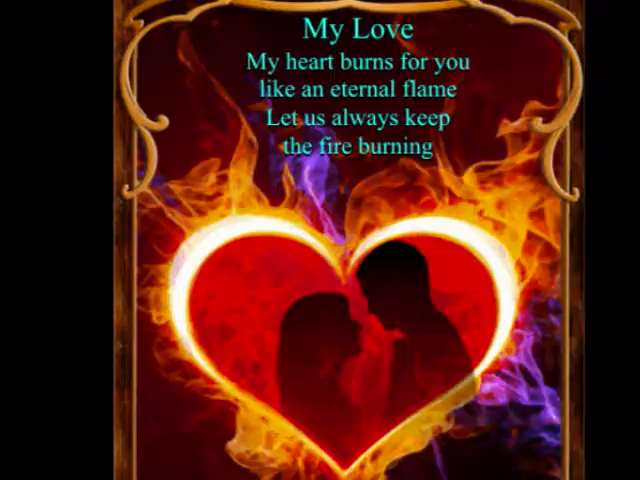 My Love
My heart burns for you
like an eternal flame
Let us always keep
the fire burning